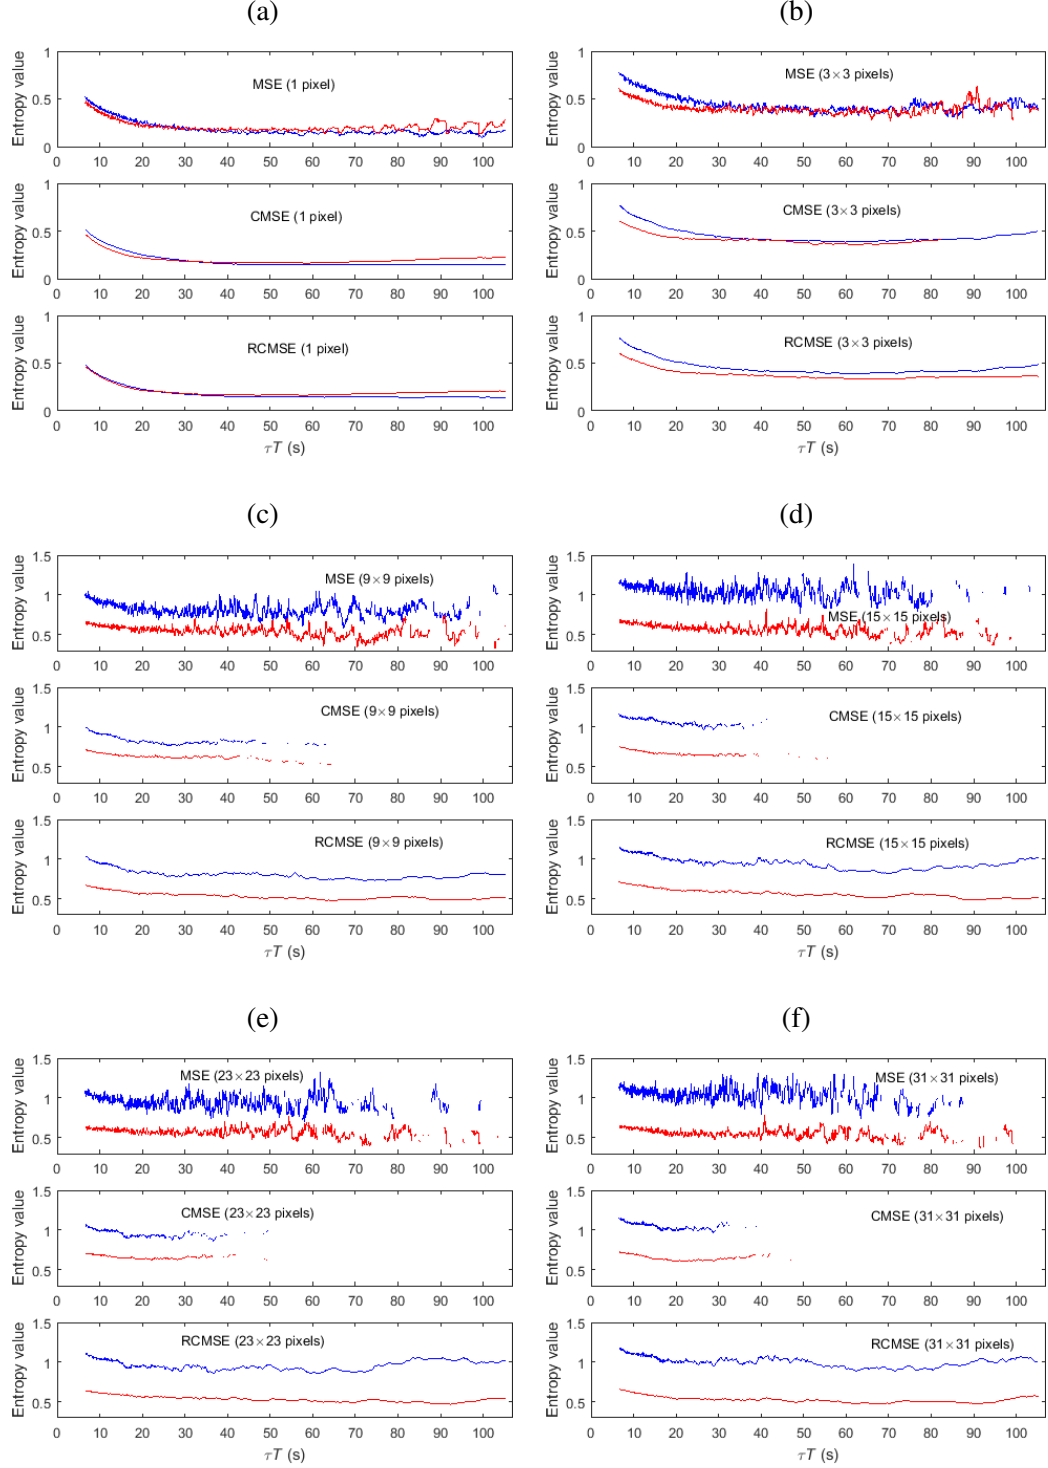 (a)
Entropy value
1
0.5
0
MSE (1 pixel)
0 10 20 30 40 50 60 70 80 90 100
Entropy value
1
0.5
0
CMSE (1 pixel)
0 10 20 30 40 50 60 70 80 90 100
Entropy value
1
0.5
0
RCMSE (1 pixel)
0 10 20 30 40 50 60 70 80 90 100
τT (s)
(b)
Entropy value
1
0.5
0
MSE (3×3 pixels)
0 10 20 30 40 50 60 70 80 90 100
Entropy value
1
0.5
0
CMSE (3×3 pixels)
0 10 20 30 40 50 60 70 80 90 100
Entropy value
1
0.5
0
RCMSE (3×3 pixels)
0 10 20 30 40 50 60 70 80 90 100
τT (s)
(c)
Entropy value
1.5
1
0.5
MSE (9×9 pixels)
0 10 20 30 40 50 60 70 80 90 100
Entropy value
1.5
1
0.5
CMSE (9×9 pixels)
0 10 20 30 40 50 60 70 80 90 100
Entropy value
1.5
1
0.5
RCMSE (9×9 pixels)
0 10 20 30 40 50 60 70 80 90 100
τT (s)
(d)
Entropy value
1.5
1
0.5
MSE (15×15 pixels)
0 10 20 30 40 50 60 70 80 90 100
Entropy value
1.5
1
0.5
CMSE (15×15 pixels)
0 10 20 30 40 50 60 70 80 90 100
Entropy value
1.5
1
0.5
RCMSE (15×15 pixels)
0 10 20 30 40 50 60 70 80 90 100
τT (s)
(e)
Entropy value
1.5
1
0.5
MSE (23×23 pixels)
0 10 20 30 40 50 60 70 80 90 100
Entropy value
1.5
1
0.5
CMSE (23×23 pixels)
0 10 20 30 40 50 60 70 80 90 100
Entropy value
1.5
1
0.5
RCMSE (23×23 pixels)
0 10 20 30 40 50 60 70 80 90 100
τT (s)
(f)
Entropy value
1.5
1
0.5
MSE (31×31 pixels)
0 10 20 30 40 50 60 70 80 90 100
Entropy value
1.5
1
0.5
CMSE (31×31 pixels)
0 10 20 30 40 50 60 70 80 90 100
Entropy value
1.5
1
0.5
RCMSE (31×31 pixels)
0 10 20 30 40 50 60 70 80 90 100
τT (s)